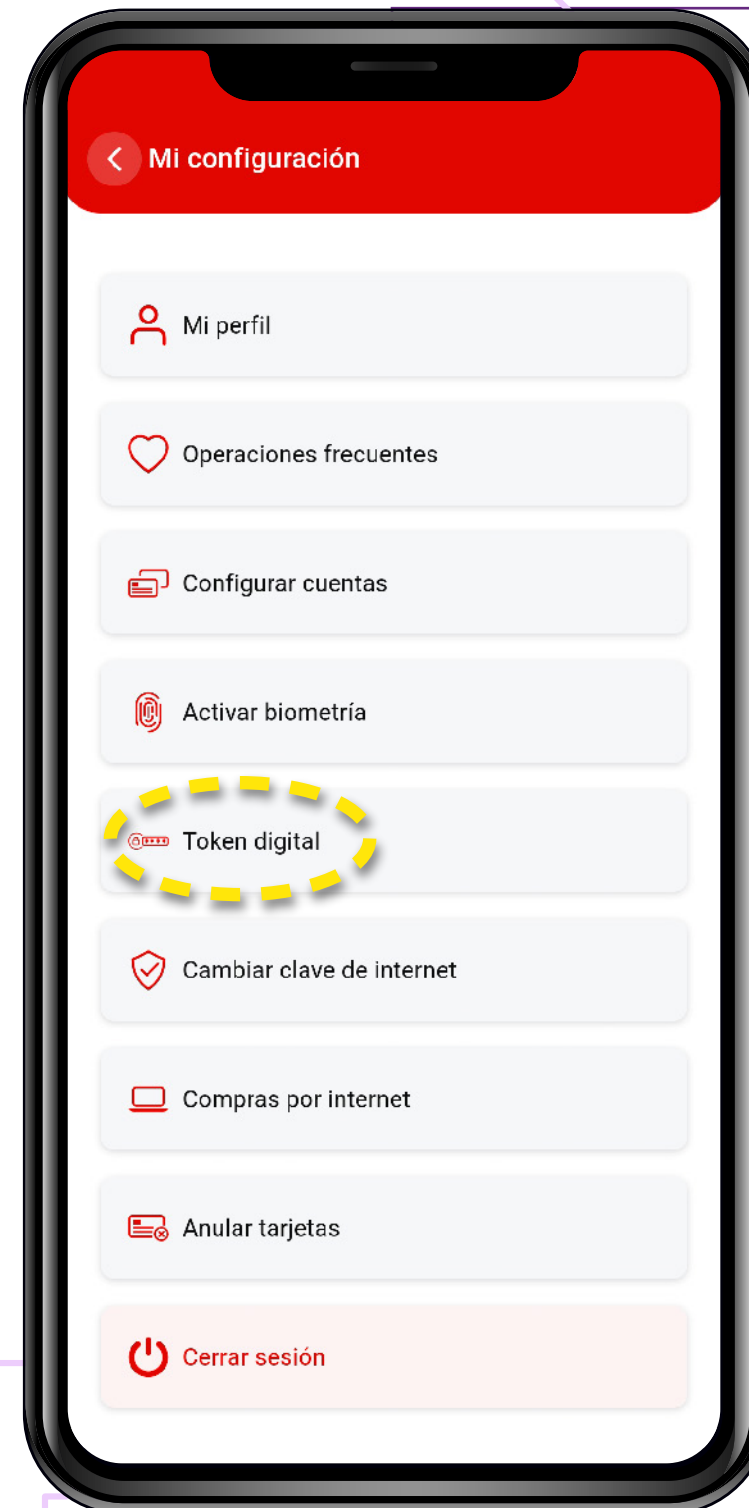 Mi configuración
Mi perfil
Operaciones frecuentes
Configurar cuentas
Activar biometría
Token digital
Cambiar clave de internet
Compras por internet
Anular tarjetas
Cerrar sesión